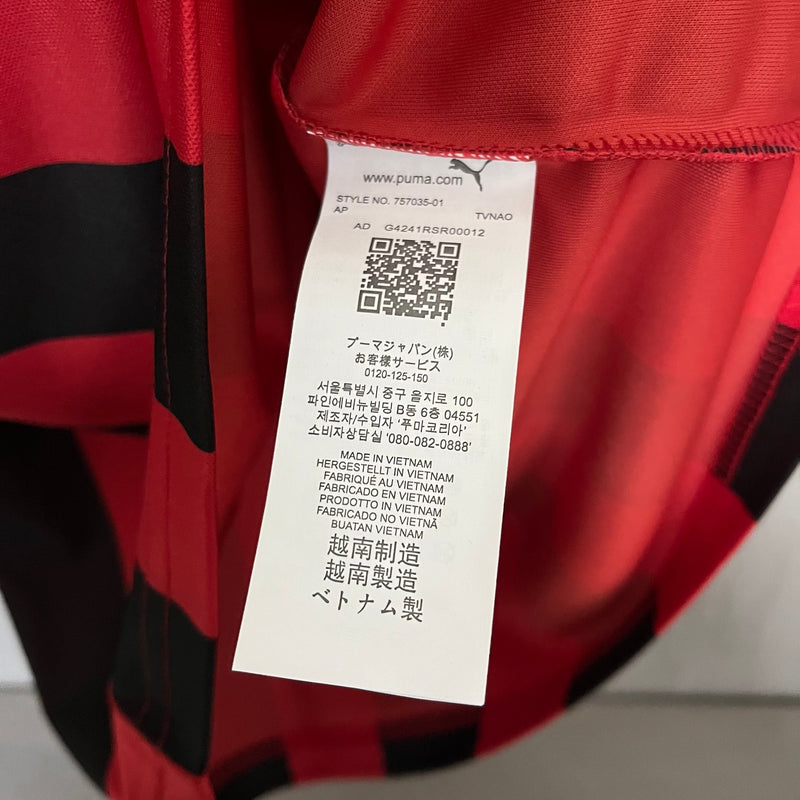 www.puma.com
STYLE NO. 757035-01
AP TVNAO
AD G4241RSR00012
プーマジャパン(株)
お客様サービス
0120-125-150
서울특별시 중구 을지로 100
파인에비뉴빌딩 B동 6층 04551
제조자/수입자 '푸마코리아'
소비자상담실 '080-082-0888'
MADE IN VIETNAM
HERGESTELLT IN VIETNAM
FABRIQUÉ AU VIETNAM
FABRICADO EN VIETNAM
PRODOTTO IN VIETNAM
FABRICADO NO VIETNÃ
BUATAN VIETNAM
越南制造
越南製造
ベトナム製